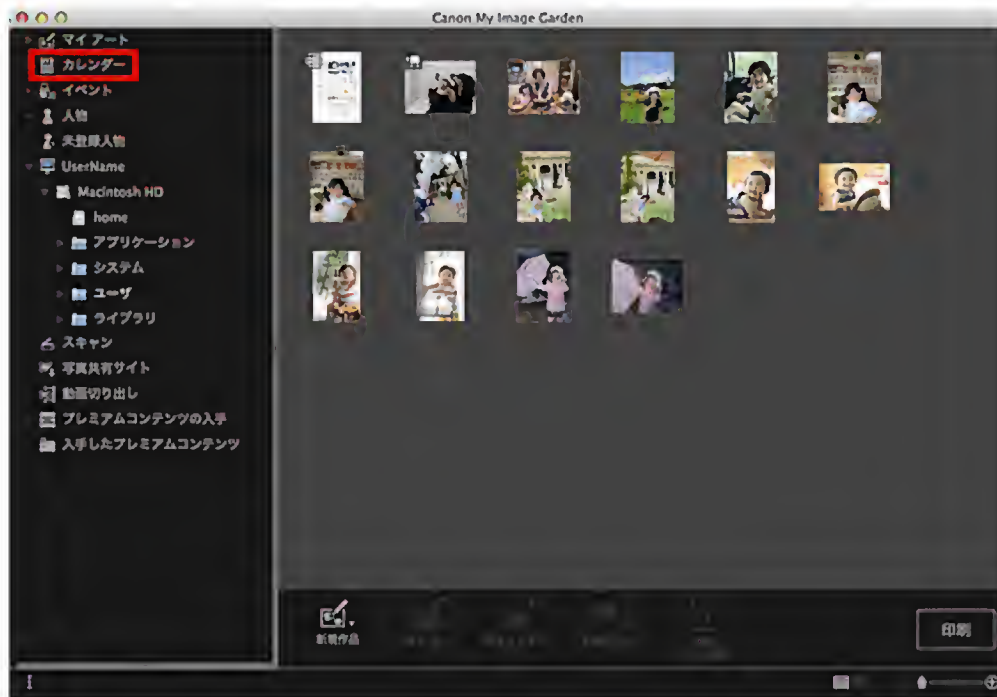 Canon My Image Garden
マイ アート
カレンダー
イベント
人物
未登録人物
UserName
Macintosh HD
home
アプリケーション
システム
ユーザ
ライブラリ
スキャン
写真共有サイト
動画切り出し
プレミアムコンテンツの入手
入手したプレミアムコンテンツ
新規作品
印刷